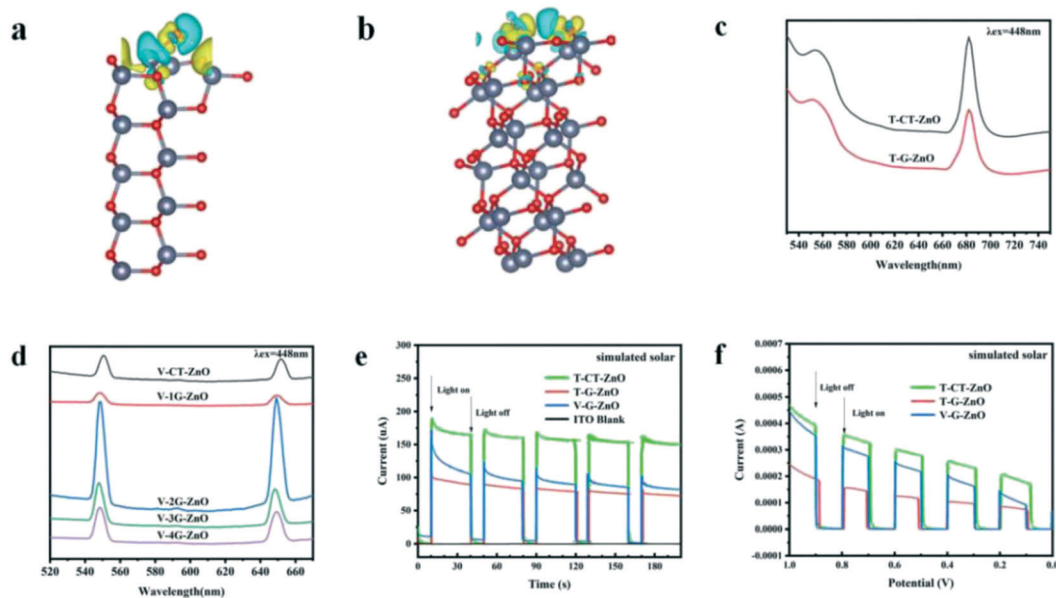 a
b
c
λex=448nm
T-CT-ZnO
T-G-ZnO
530 540 560 580 600 620 640 660 680 700 720 740
Wavelength(nm)
d
λex=448nm
V-CT-ZnO
V-1G-ZnO
V-2G-ZnO
V-3G-ZnO
V-4G-ZnO
520 540 560 580 600 620 640 660
Wavelength(nm)
e
simulated solar
T-CT-ZnO
T-G-ZnO
V-G-ZnO
ITO Blank
Light on
Light off
Current (uA)
300
250
200
150
100
50
0
0 30 60 90 120 150 180
Time (s)
f
simulated solar
T-CT-ZnO
T-G-ZnO
V-G-ZnO
Light off
Light on
Current (A)
0.0007
0.0006
0.0005
0.0004
0.0003
0.0002
0.0001
0.0000
-0.0001
1.0 0.8 0.6 0.4 0.2 0.0
Potential (V)